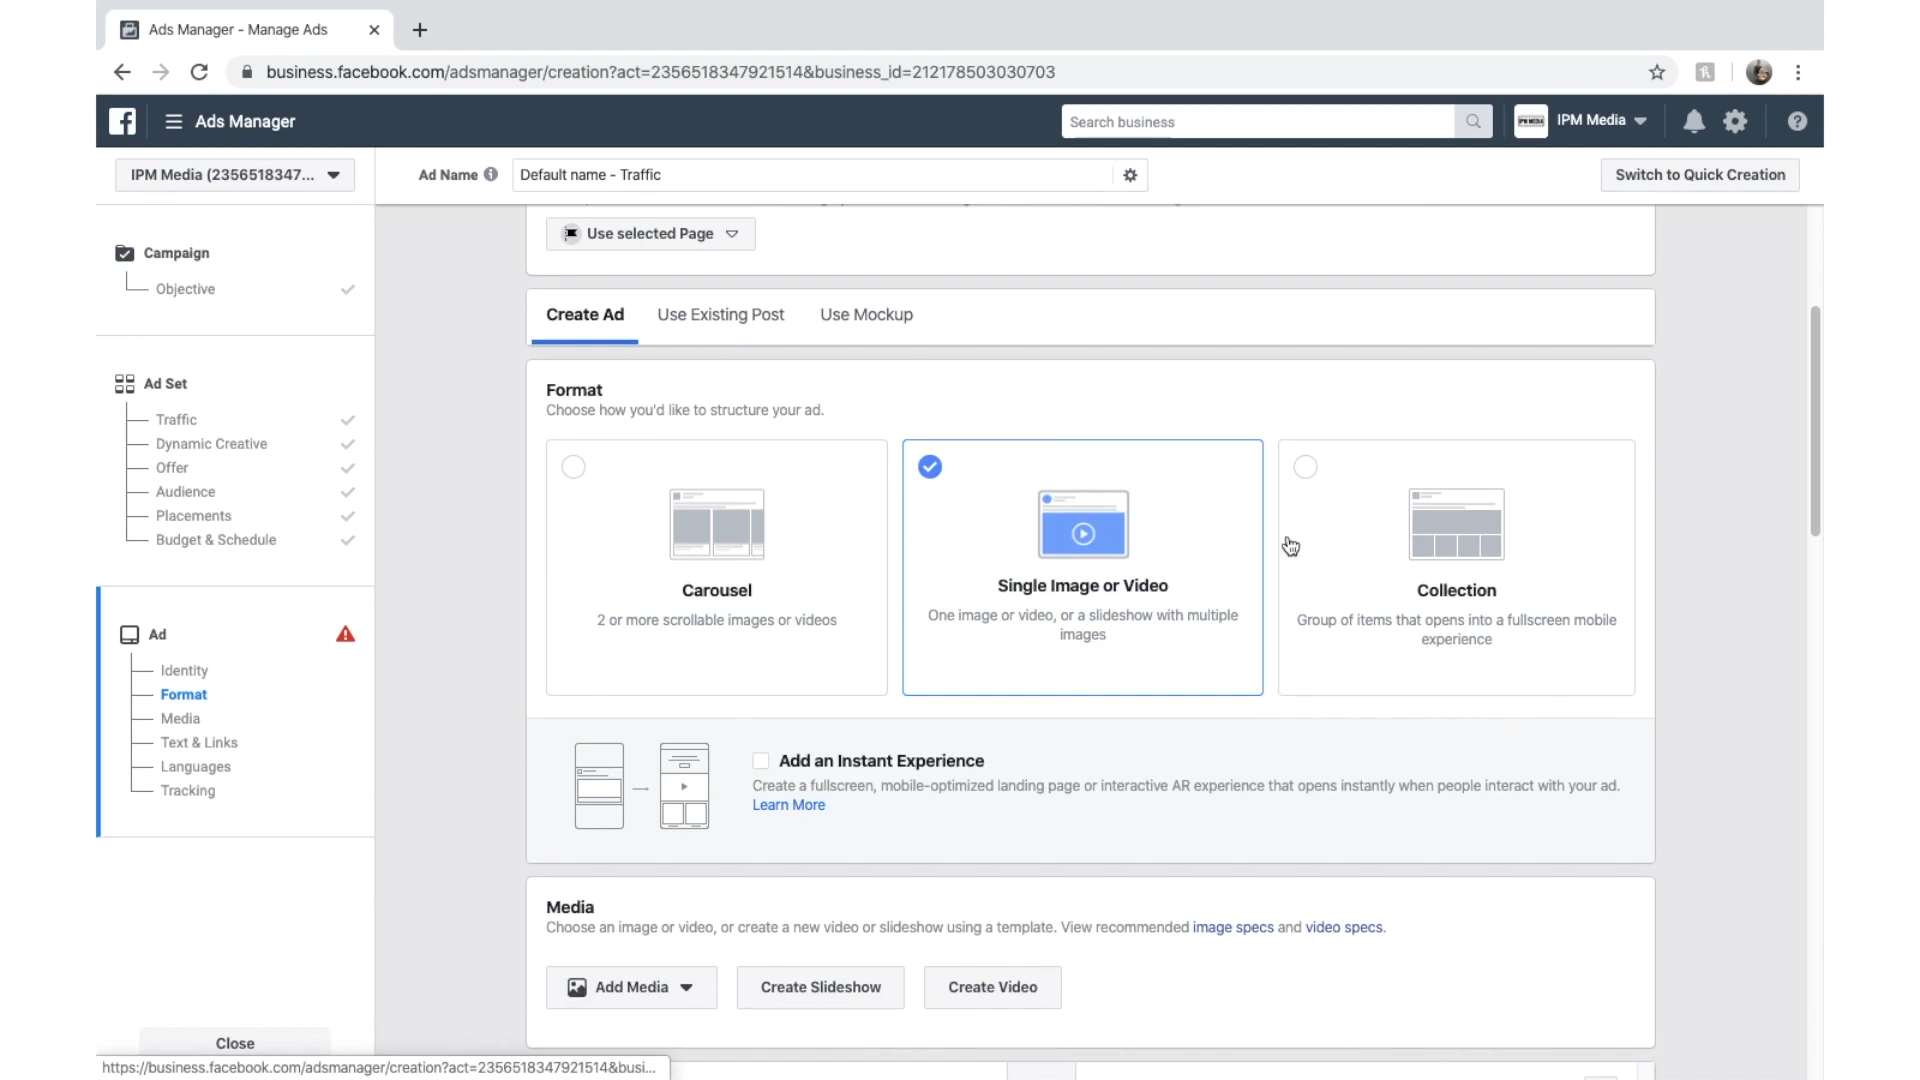 Ads Manager - Manage Ads
business.facebook.com/adsmanager/creation?act=2356518347921514&business_id=212178503030703
Ads Manager
Search business
IPM Media
IPM Media (2356518347...
Ad Name
Default name - Traffic
Switch to Quick Creation
Campaign
Objective
Ad Set
Traffic
Dynamic Creative
Offer
Audience
Placements
Budget & Schedule
Ad
Identity
Format
Media
Text & Links
Languages
Tracking
Close
Use selected Page
Create Ad
Use Existing Post
Use Mockup
Format
Choose how you'd like to structure your ad.
Carousel
2 or more scrollable images or videos
Single Image or Video
One image or video, or a slideshow with multiple
images
Collection
Group of items that opens into a fullscreen mobile
experience
Add an Instant Experience
Create a fullscreen, mobile-optimized landing page or interactive AR experience that opens instantly when people interact with your ad.
Learn More
Media
Choose an image or video, or create a new video or slideshow using a template. View recommended image specs and video specs.
Add Media
Create Slideshow
Create Video
https://business.facebook.com/adsmanager/creation?act=2356518347921514&busi...